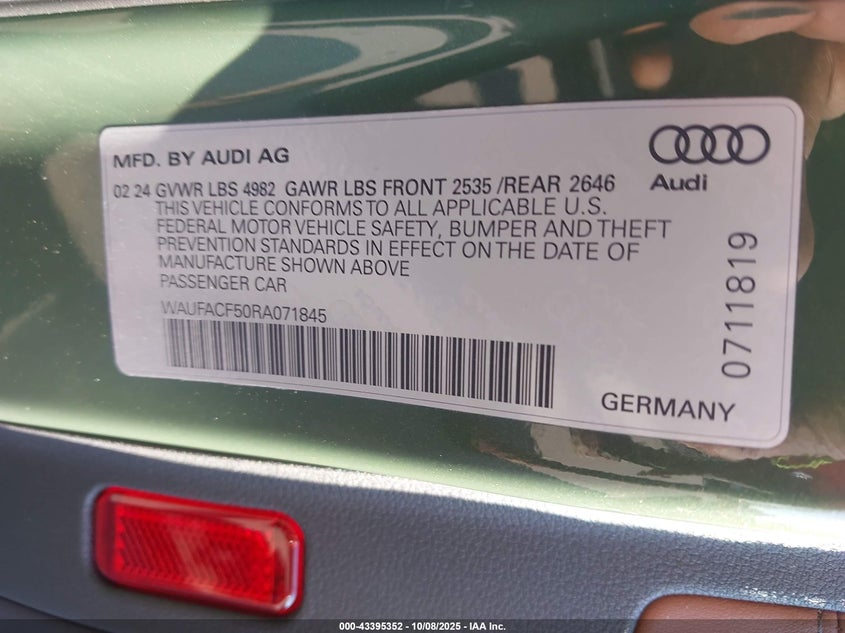 MFD. BY AUDI AG
Audi
02 24 GVWR LBS 4982 GAWR LBS FRONT 2535 /REAR 2646
THIS VEHICLE CONFORMS TO ALL APPLICABLE U.S.
FEDERAL MOTOR VEHICLE SAFETY, BUMPER AND THEFT
PREVENTION STANDARDS IN EFFECT ON THE DATE OF
MANUFACTURE SHOWN ABOVE
PASSENGER CAR
WAUFACF50RA071845
0711819
GERMANY
000-43395352 | 10/08/2025 - IAA Inc.